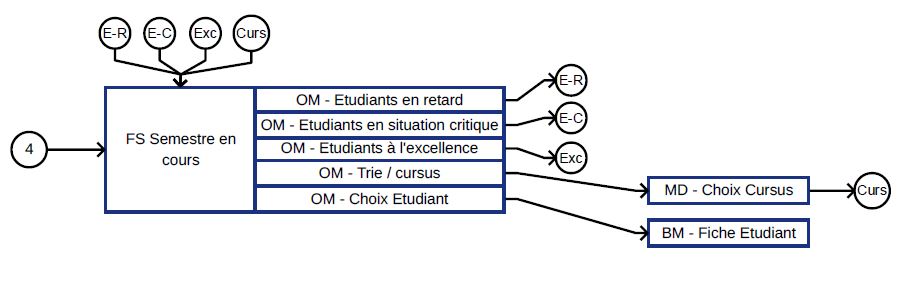 E-R
E-C
Exc
Curs
4
FS Semestre en
cours
OM - Etudiants en retard
OM - Etudiants en situation critique
OM - Etudiants à l'excellence
OM - Trie / cursus
OM - Choix Etudiant
E-R
E-C
Exc
MD - Choix Cursus
Curs
BM - Fiche Etudiant